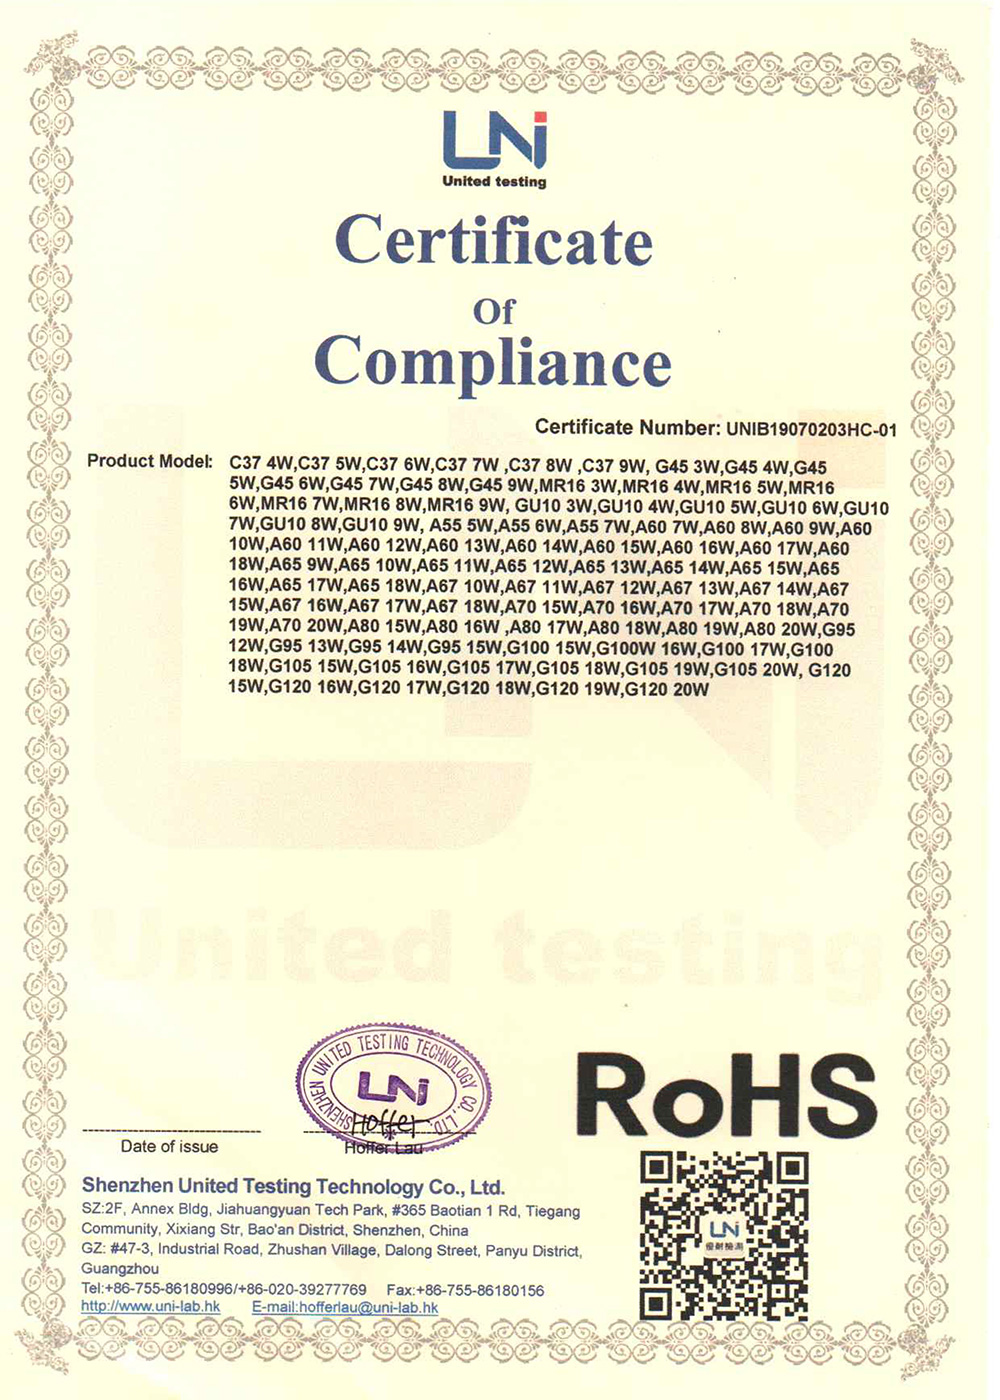 LNi
United testing
Certificate
Of
Compliance
Certificate Number: UNIB19070203HC-01
Product Model: C37 4W,C37 5W,C37 6W,C37 7W ,C37 8W ,C37 9W, G45 3W,G45 4W,G45
5W,G45 6W,G45 7W,G45 8W,G45 9W,MR16 3W,MR16 4W,MR16 5W,MR16
6W,MR16 7W,MR16 8W,MR16 9W, GU10 3W,GU10 4W,GU10 5W,GU10 6W,GU10
7W,GU10 8W,GU10 9W, A55 5W,A55 6W,A55 7W,A60 7W,A60 8W,A60 9W,A60
10W,A60 11W,A60 12W,A60 13W,A60 14W,A60 15W,A60 16W,A60 17W,A60
18W,A65 9W,A65 10W,A65 11W,A65 12W,A65 13W,A65 14W,A65 15W,A65
16W,A65 17W,A65 18W,A67 10W,A67 11W,A67 12W,A67 13W,A67 14W,A67
15W,A67 16W,A67 17W,A67 18W,A70 15W,A70 16W,A70 17W,A70 18W,A70
19W,A70 20W,A80 15W,A80 16W ,A80 17W,A80 18W,A80 19W,A80 20W,G95
12W,G95 13W,G95 14W,G95 15W,G100 15W,G100W 16W,G100 17W,G100
18W,G105 15W,G105 16W,G105 17W,G105 18W,G105 19W,G105 20W, G120
15W,G120 16W,G120 17W,G120 18W,G120 19W,G120 20W
United testing
SHENZHEN UNITED TESTING TECHNOLOGY CO.,LTD.
LNi
Hoffer
Date of issue
Hoffer Lau
RoHS
Shenzhen United Testing Technology Co., Ltd.
SZ:2F, Annex Bldg, Jiahuangyuan Tech Park, #365 Baotian 1 Rd, Tiegang
Community, Xixiang Str, Bao'an District, Shenzhen, China
GZ: #47-3, Industrial Road, Zhushan Village, Dalong Street, Panyu District,
Guangzhou
Tel:+86-755-86180996/+86-020-39277769 Fax:+86-755-86180156
http://www.uni-lab.hk E-mail:hofferlau@uni-lab.hk
LNi
優耐檢測